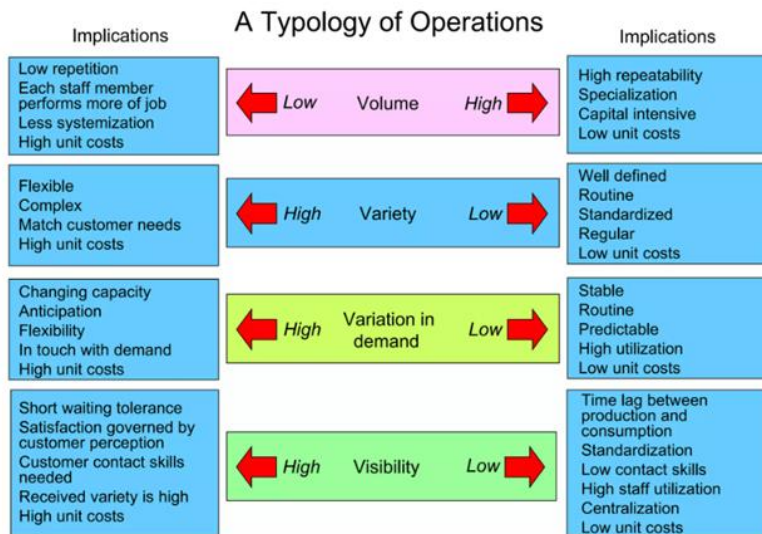 A Typology of Operations
Implications
Implications
Low repetition
Each staff member
performs more of job
Less systemization
High unit costs
Low Volume High
High repeatability
Specialization
Capital intensive
Low unit costs
Flexible
Complex
Match customer needs
High unit costs
High Variety Low
Well defined
Routine
Standardized
Regular
Low unit costs
Changing capacity
Anticipation
Flexibility
In touch with demand
High unit costs
High Variation in Low
demand
Stable
Routine
Predictable
High utilization
Low unit costs
Short waiting tolerance
Satisfaction governed by
customer perception
Customer contact skills
needed
Received variety is high
High unit costs
High Visibility Low
Time lag between
production and
consumption
Standardization
Low contact skills
High staff utilization
Centralization
Low unit costs